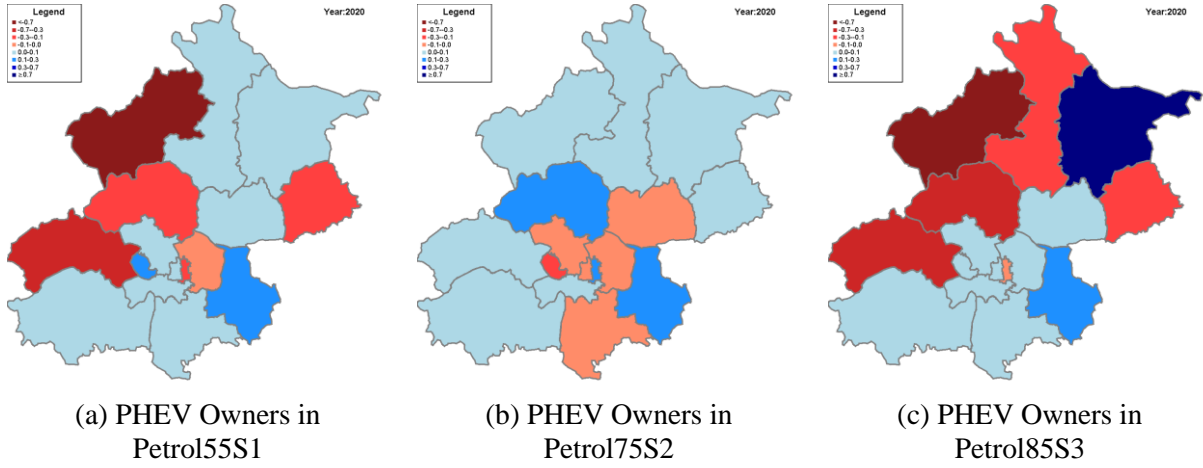 Legend
Year:2020
<-0.7
-0.7--0.3
-0.3--0.1
-0.1-0.0
0.0-0.1
0.1-0.3
0.3-0.7
≥0.7
Legend
Year:2020
<-0.7
-0.7--0.3
-0.3--0.1
-0.1-0.0
0.0-0.1
0.1-0.3
0.3-0.7
≥0.7
Legend
Year:2020
<-0.7
-0.7--0.3
-0.3--0.1
-0.1-0.0
0.0-0.1
0.1-0.3
0.3-0.7
≥0.7
(a) PHEV Owners in
Petrol55S1
(b) PHEV Owners in
Petrol75S2
(c) PHEV Owners in
Petrol85S3